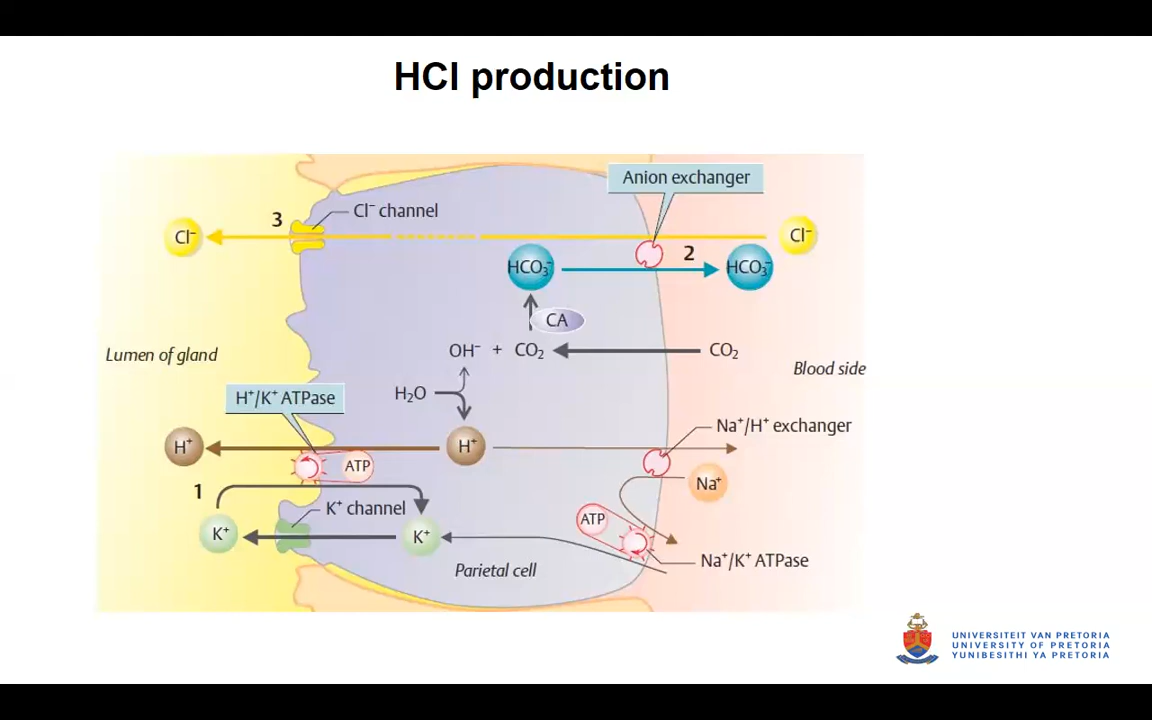 HCl production
Anion exchanger
Cl⁻ channel
3
Cl⁻
Cl⁻
2
HCO₃⁻
HCO₃⁻
CA
OH⁻ + CO₂
CO₂
Lumen of gland
Blood side
H₂O
H⁺/K⁺ ATPase
Na⁺/H⁺ exchanger
H⁺
H⁺
ATP
Na⁺
1
K⁺ channel
ATP
K⁺
K⁺
Na⁺/K⁺ ATPase
Parietal cell
UNIVERSITEIT VAN PRETORIA
UNIVERSITY OF PRETORIA
YUNIBESITHI YA PRETORIA